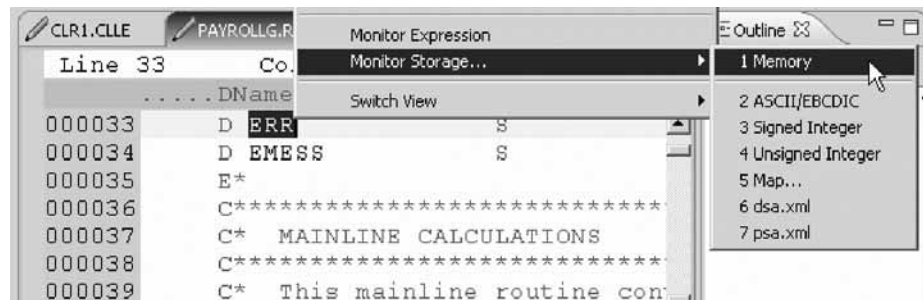 CLR1.CLLE
PAYROLLG.R
Monitor Expression
Monitor Storage...
Switch View
Outline
1 Memory
2 ASCII/EBCDIC
3 Signed Integer
4 Unsigned Integer
5 Map...
6 dsa.xml
7 psa.xml
Line 33 Co
.....DName
000033 D ERR S
000034 D EMESS S
000035 E*
000036 C******************************
000037 C* MAINLINE CALCULATIONS
000038 C******************************
000039 C* This mainline routine con